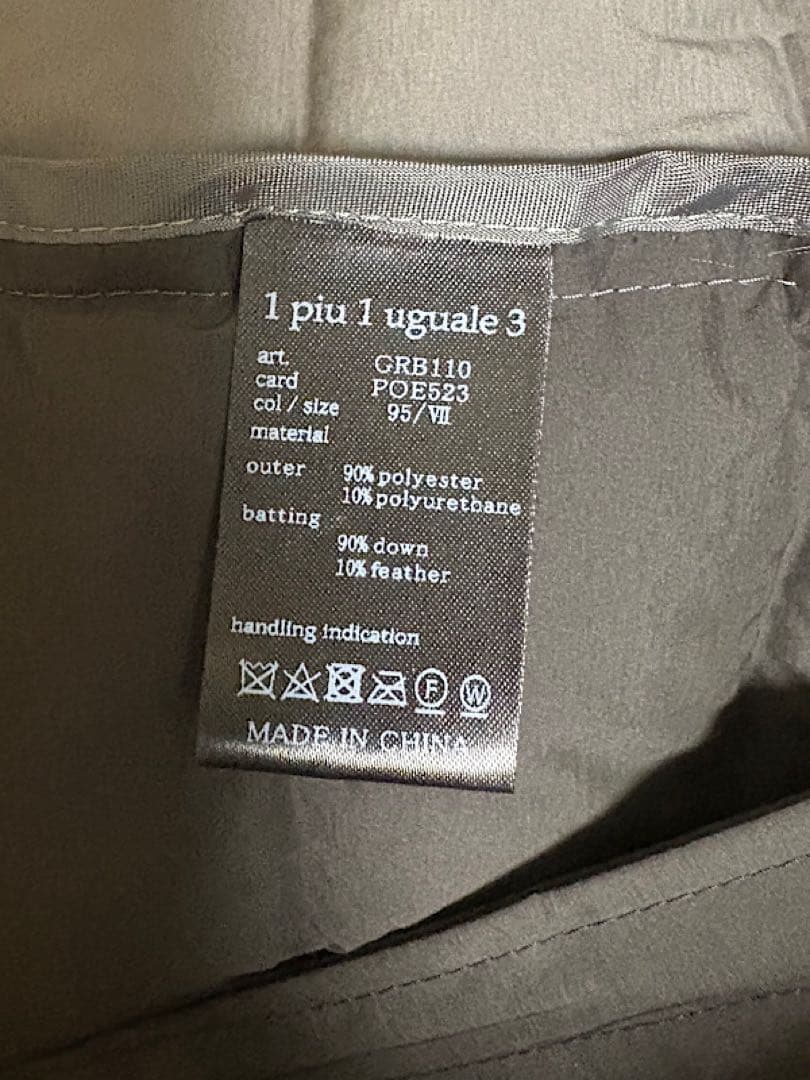 1 piu 1 uguale 3
art. GRB110
card POE523
col / size 95/Ⅶ
material
outer 90% polyester
10% polyurethane
batting
90% down
10% feather
handling indication
F W
MADE IN CHINA